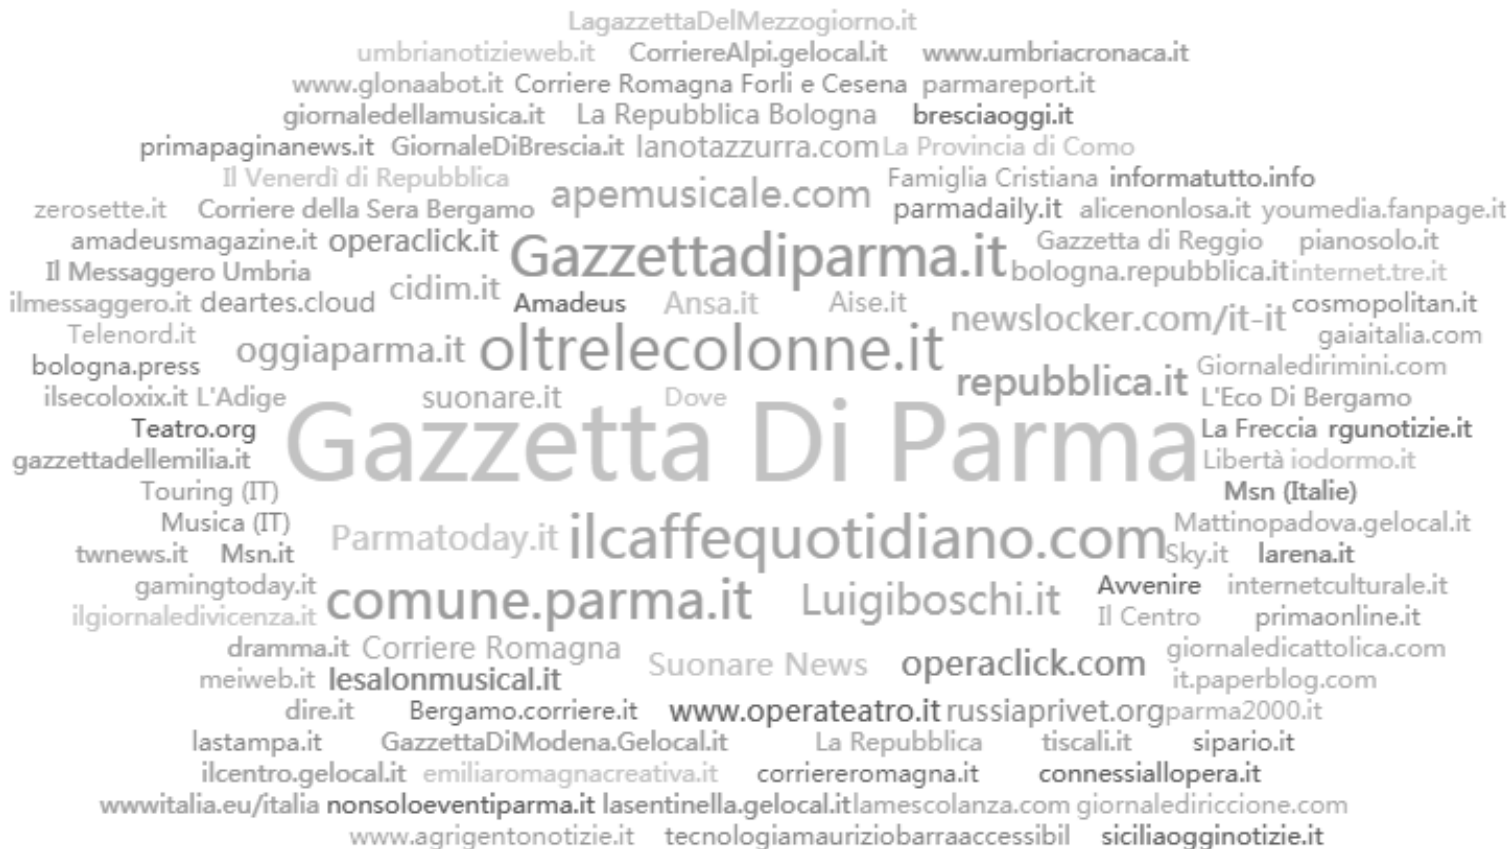 LagazzettaDelMezzogiorno.it
umbrianotizieweb.it CorriereAlpi.gelocal.it www.umbriacronaca.it
www.glonaabot.it Corriere Romagna Forlì e Cesena parmareport.it
giornaledellamusica.it La Repubblica Bologna bresciaoggi.it
primapaginanews.it GiornaleDiBrescia.it lanotazzurra.com La Provincia di Como
Il Venerdì di Repubblica apemusicale.com Famiglia Cristiana informatutto.info
zerosette.it Corriere della Sera Bergamo parmadaily.it alicenonlosa.it youmedia.fanpage.it
amadeusmagazine.it operaclick.it Gazzettadiparma.it Gazzetta di Reggio pianosolo.it
Il Messaggero Umbria cidim.it bologna.repubblica.it internet.tre.it
ilmessaggero.it deartes.cloud Amadeus Ansa.it Aise.it newslocker.com/it-it cosmopolitan.it
Telenord.it oggiaparma.it oltrelecolonne.it gaiaitalia.com
bologna.press repubblica.it Giornaledirimini.com
ilsecoloxix.it L'Adige suonare.it Dove L'Eco Di Bergamo
Teatro.org Gazzetta Di Parma La Freccia rgunotizie.it
gazzettadellemilia.it Libertà iodormo.it
Touring (IT) Msn (Italie)
Musica (IT) Parmatoday.it ilcaffequotidiano.com Mattinopadova.gelocal.it
twnews.it Msn.it Sky.it larena.it
gamingtoday.it comune.parma.it Luigiboschi.it Avvenire internetculturale.it
ilgiornaledivicenza.it Il Centro primaonline.it
dramma.it Corriere Romagna Suonare News operaclick.com giornaledicattolica.com
meiweb.it lesalonmusical.it it.paperblog.com
dire.it Bergamo.corriere.it www.operateatro.it russiaprivet.org parma2000.it
lastampa.it GazzettaDiModena.Gelocal.it La Repubblica tiscali.it sipario.it
ilcentro.gelocal.it emiliaromagnacreativa.it corriereromagna.it connessiallopera.it
wwwitalia.eu/italia nonsoloeventiparma.it lasentinella.gelocal.it lamescolanza.com giornalediriccione.com
www.agrigentonotizie.it tecnologiamauriziobarraaccessibil siciliaogginotizie.it